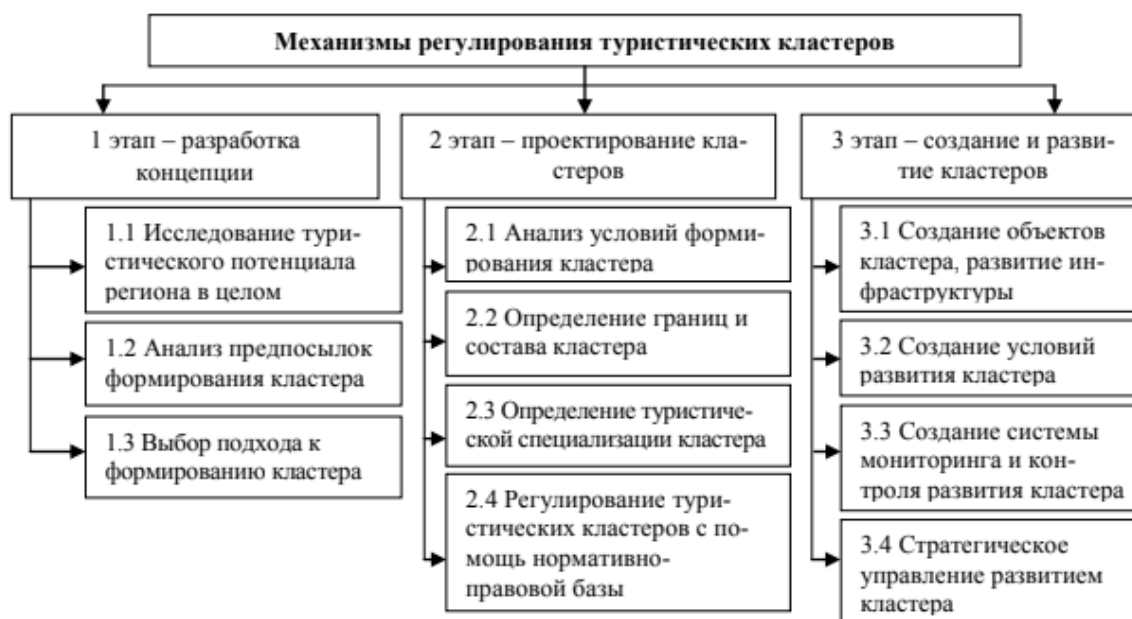 Механизмы регулирования туристических кластеров
1 этап – разработка
концепции
1.1 Исследование тури-
стического потенциала
региона в целом
1.2 Анализ предпосылок
формирования кластера
1.3 Выбор подхода к
формированию кластера
2 этап – проектирование кла-
стеров
2.1 Анализ условий форми-
рования кластера
2.2 Определение границ и
состава кластера
2.3 Определение туристиче-
ской специализации кластера
2.4 Регулирование тури-
стических кластеров с по-
мощь нормативно-
правовой базы
3 этап – создание и разви-
тие кластеров
3.1 Создание объектов
кластера, развитие ин-
фраструктуры
3.2 Создание условий
развития кластера
3.3 Создание системы
мониторинга и кон-
троля развития кластера
3.4 Стратегическое
управление развитием
кластера